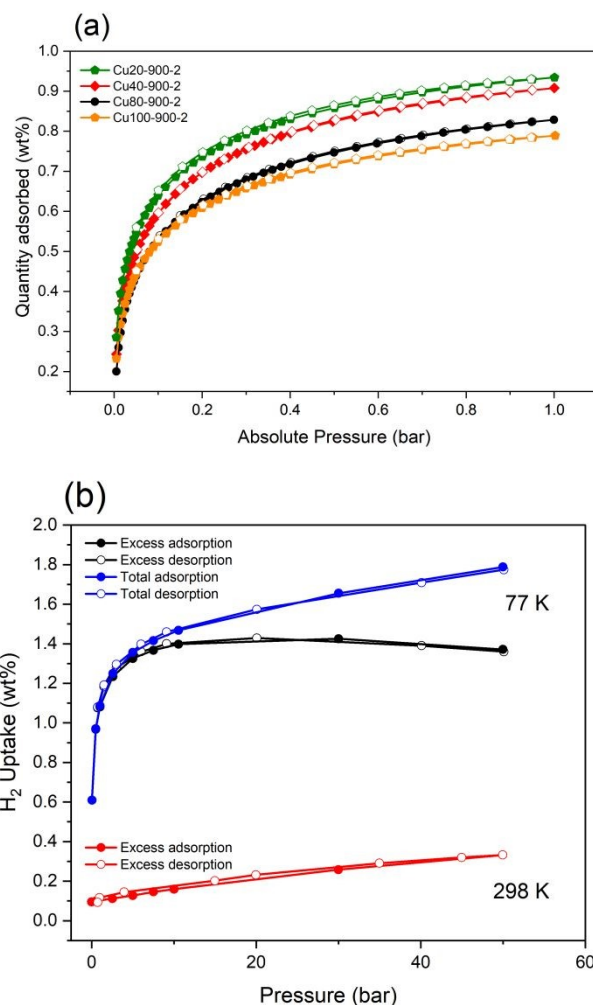 (a)
Cu20-900-2
Cu40-900-2
Cu80-900-2
Cu100-900-2
Quantity adsorbed (wt%)
1.0
0.9
0.8
0.7
0.6
0.5
0.4
0.3
0.2
0.0
0.2
0.4
0.6
0.8
1.0
Absolute Pressure (bar)
(b)
Excess adsorption
Excess desorption
Total adsorption
Total desorption
77 K
Excess adsorption
Excess desorption
298 K
H2 Uptake (wt%)
2.0
1.8
1.6
1.4
1.2
1.0
0.8
0.6
0.4
0.2
0.0
0
20
40
60
Pressure (bar)